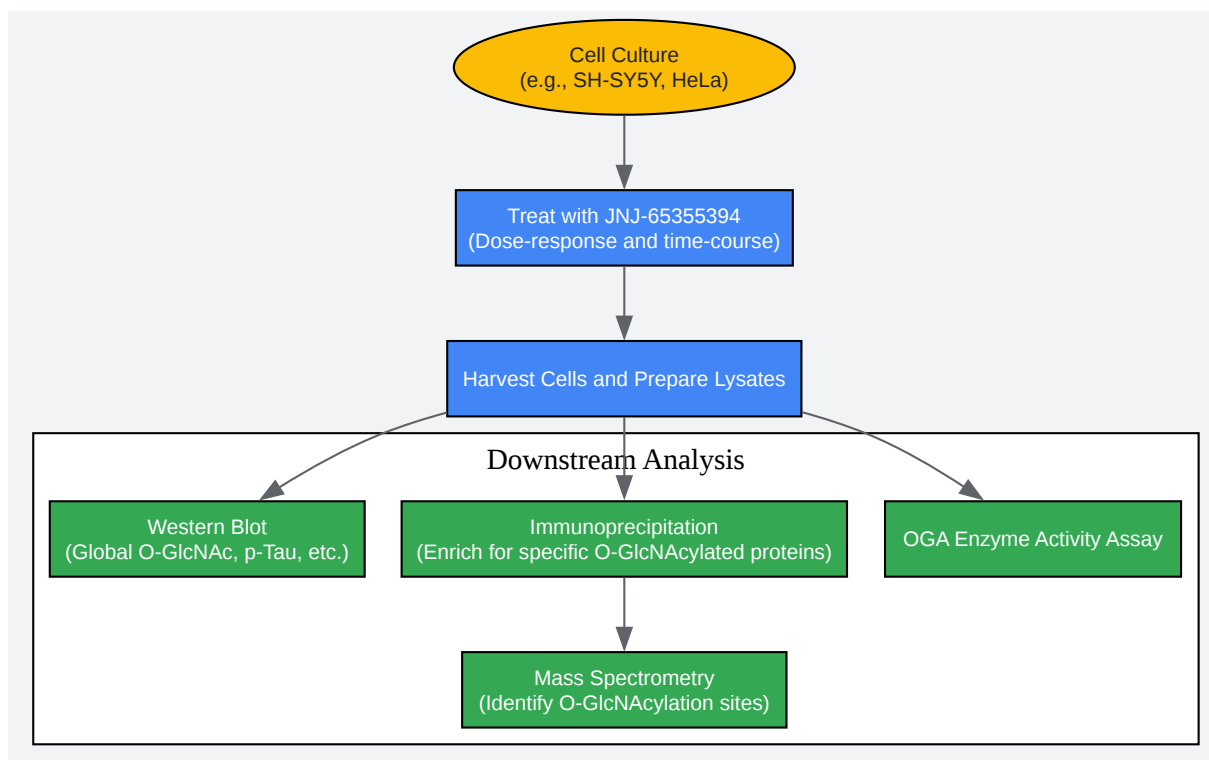 Cell Culture
(e.g., SH-SY5Y, HeLa)
Treat with JNJ-65355394
(Dose-response and time-course)
Harvest Cells and Prepare Lysates
Downstream Analysis
Western Blot
(Global O-GlcNAc, p-Tau, etc.)
Immunoprecipitation
(Enrich for specific O-GlcNAcylated proteins)
OGA Enzyme Activity Assay
Mass Spectrometry
(Identify O-GlcNAcylation sites)